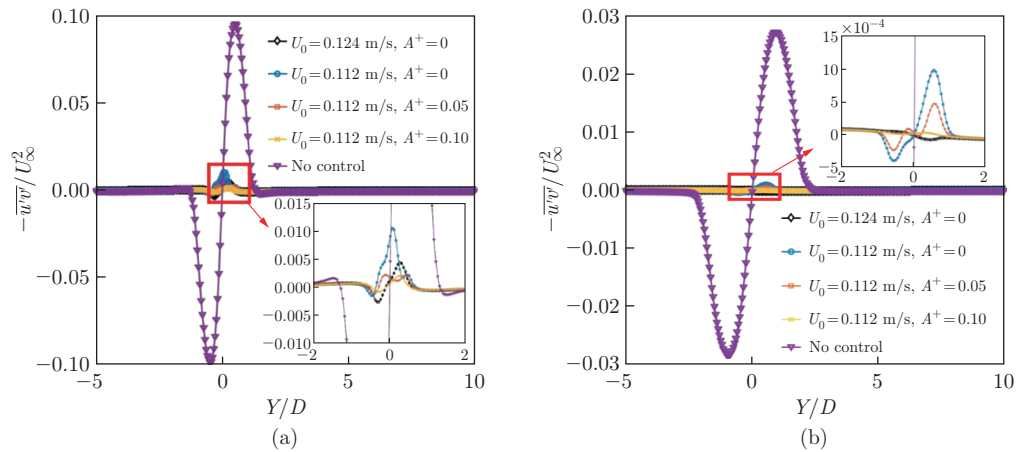 0.10
0.05
0.00
−0.05
−0.10
−5
0
5
10
−u′v′/U∞²
Y/D
(a)
U₀=0.124 m/s, A⁺=0
U₀=0.112 m/s, A⁺=0
U₀=0.112 m/s, A⁺=0.05
U₀=0.112 m/s, A⁺=0.10
No control
0.015
0.010
0.005
0.000
−0.005
−0.010
−2
0
2
0.03
0.02
0.01
0.00
−0.01
−0.02
−0.03
−5
0
5
10
−u′v′/U∞²
Y/D
(b)
×10⁻⁴
15
10
5
0
−5
−2
0
2
U₀=0.124 m/s, A⁺=0
U₀=0.112 m/s, A⁺=0
U₀=0.112 m/s, A⁺=0.05
U₀=0.112 m/s, A⁺=0.10
No control